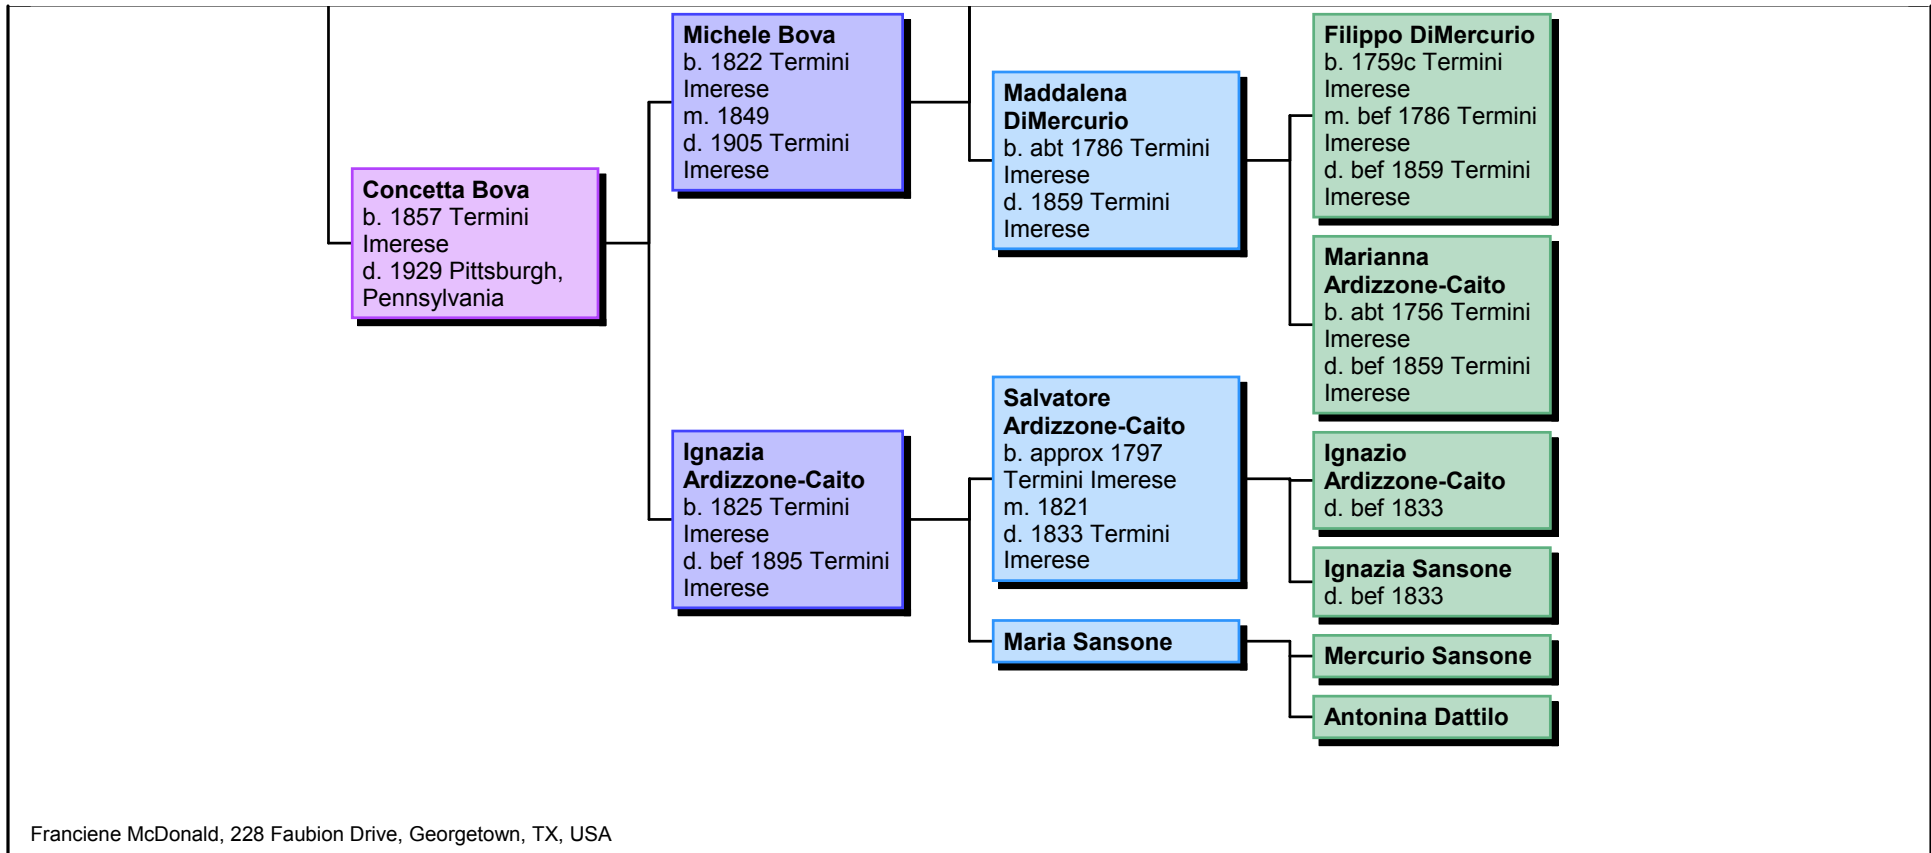 Michele Bova
b. 1822 Termini
Imerese
m. 1849
d. 1905 Termini
Imerese
Filippo DiMercurio
b. 1759c Termini
Imerese
m. bef 1786 Termini
Imerese
d. bef 1859 Termini
Imerese
Maddalena
DiMercurio
b. abt 1786 Termini
Imerese
d. 1859 Termini
Imerese
Concetta Bova
b. 1857 Termini
Imerese
d. 1929 Pittsburgh,
Pennsylvania
Marianna
Ardizzone-Caito
b. abt 1756 Termini
Imerese
d. bef 1859 Termini
Imerese
Salvatore
Ardizzone-Caito
b. approx 1797
Termini Imerese
m. 1821
d. 1833 Termini
Imerese
Ignazia
Ardizzone-Caito
b. 1825 Termini
Imerese
d. bef 1895 Termini
Imerese
Ignazio
Ardizzone-Caito
d. bef 1833
Ignazia Sansone
d. bef 1833
Maria Sansone
Mercurio Sansone
Antonina Dattilo
Franciene McDonald, 228 Faubion Drive, Georgetown, TX, USA